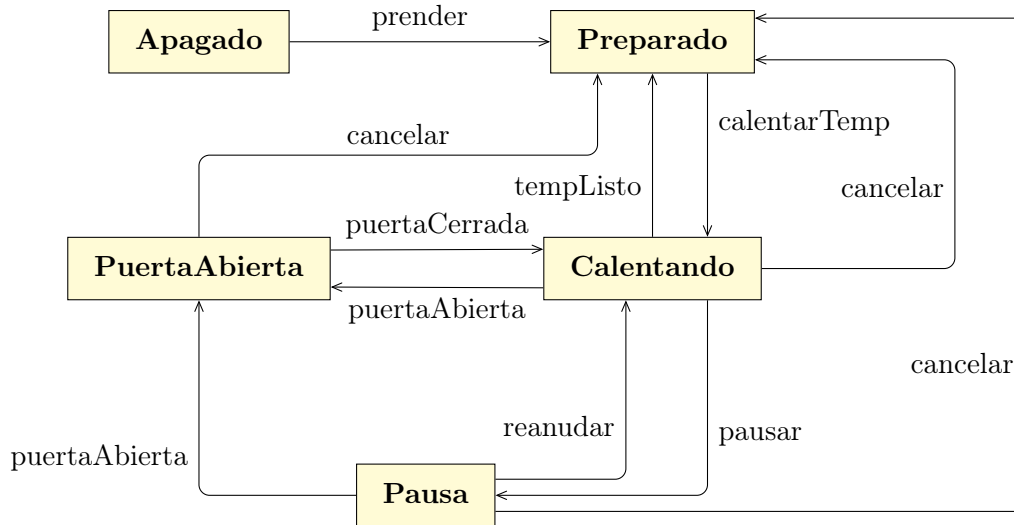 prender
Apagado
Preparado
calentarTemp
cancelar
tempListo
cancelar
puertaCerrada
PuertaAbierta
Calentando
puertaAbierta
cancelar
reanudar
pausar
puertaAbierta
Pausa